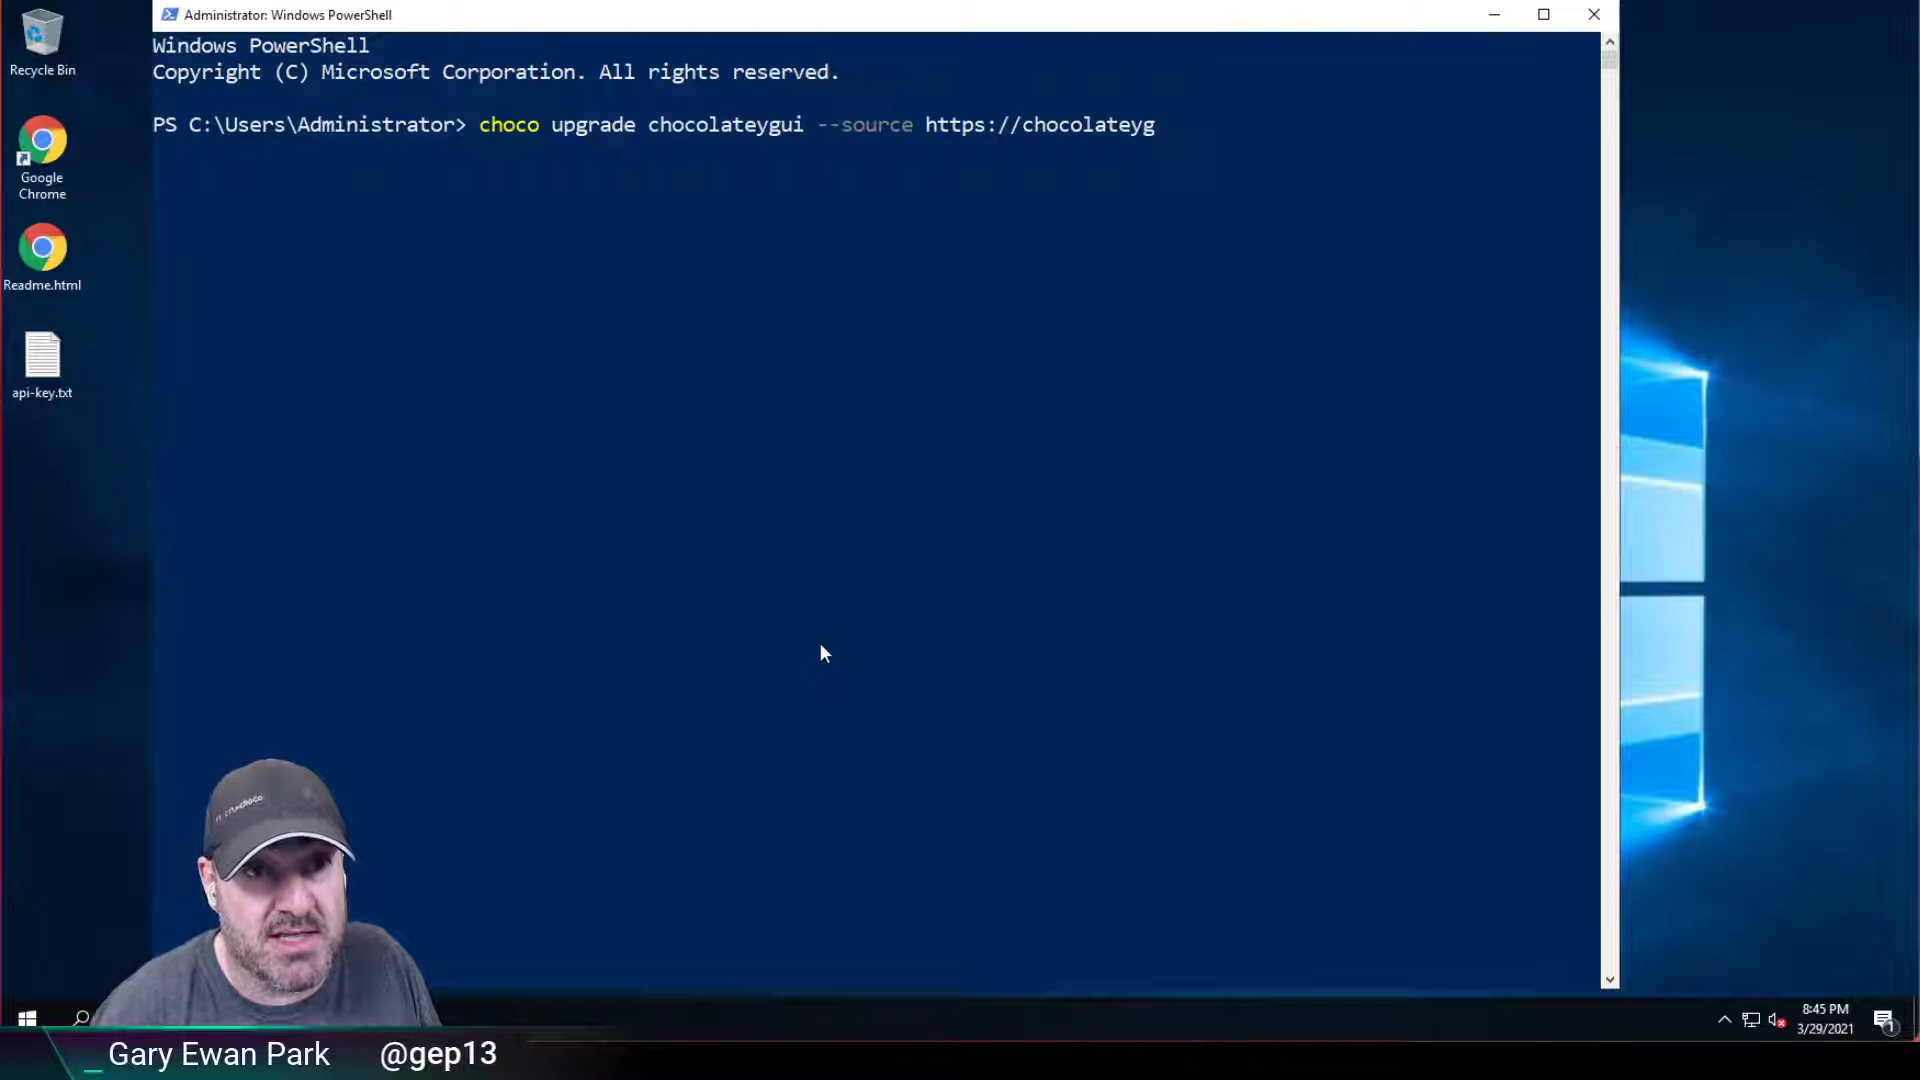 Administrator: Windows PowerShell
Recycle Bin
Windows PowerShell
Copyright (C) Microsoft Corporation. All rights reserved.
PS C:\Users\Administrator> choco upgrade chocolateygui --source https://chocolateyg
Google
Chrome
Readme.html
api-key.txt
8:45 PM
3/29/2021
1
_ Gary Ewan Park @gep13